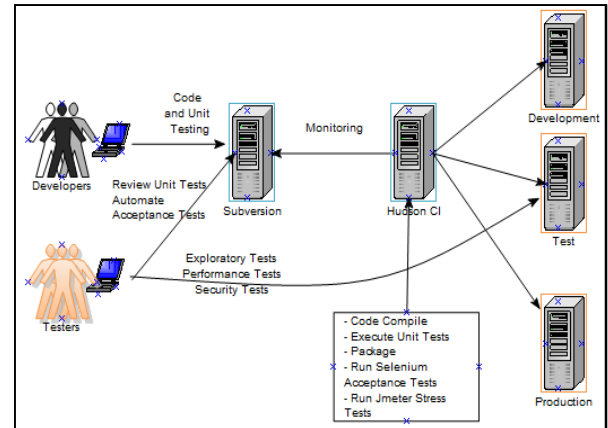 Code
and Unit
Testing
Monitoring
Development
Developers
Review Unit Tests
Automate
Acceptance Tests
Subversion
Hudson CI
Test
Exploratory Tests
Performance Tests
Security Tests
Testers
- Code Compile
- Execute Unit Tests
- Package
- Run Selenium
Acceptance Tests
- Run Jmeter Stress
Tests
Production